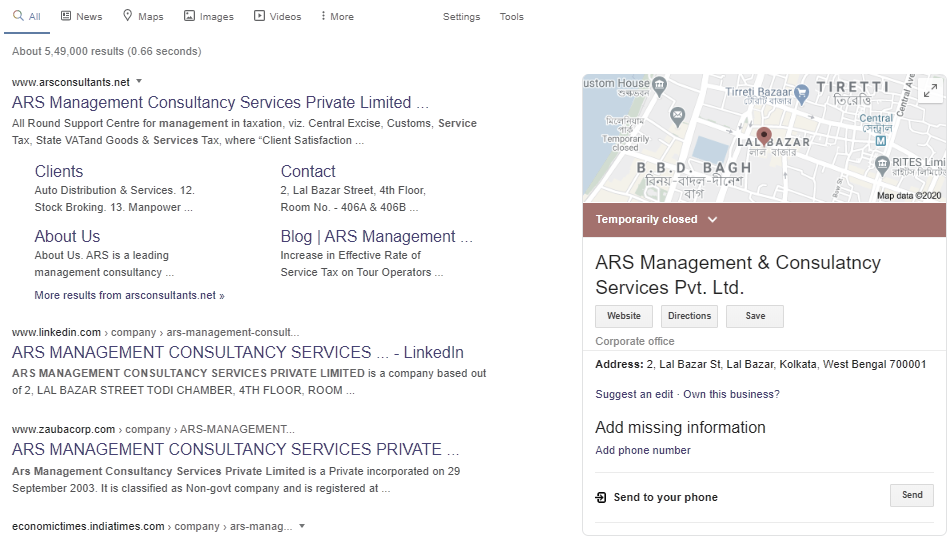 All
News
Maps
Images
Videos
More
Settings
Tools
About 5,49,000 results (0.66 seconds)
www.arsconsultants.net
ARS Management Consultancy Services Private Limited ...
All Round Support Centre for management in taxation, viz. Central Excise, Customs, Service
Tax, State VATand Goods & Services Tax, where “Client Satisfaction ...
Clients
Auto Distribution & Services. 12.
Stock Broking. 13. Manpower ...
Contact
2, Lal Bazar Street, 4th Floor,
Room No. - 406A & 406B ...
About Us
About Us. ARS is a leading
management consultancy ...
Blog | ARS Management ...
Increase in Effective Rate of
Service Tax on Tour Operators ...
More results from arsconsultants.net »
www.linkedin.com › company › ars-management-consult...
ARS MANAGEMENT CONSULTANCY SERVICES ... - LinkedIn
ARS MANAGEMENT CONSULTANCY SERVICES PRIVATE LIMITED is a company based out
of 2, LAL BAZAR STREET TODI CHAMBER, 4TH FLOOR, ROOM ...
www.zaubacorp.com › company › ARS-MANAGEMENT...
ARS MANAGEMENT CONSULTANCY SERVICES PRIVATE ...
Ars Management Consultancy Services Private Limited is a Private incorporated on 29
September 2003. It is classified as Non-govt company and is registered at ...
economictimes.indiatimes.com › company › ars-manag...
ustom House
Tirreti Bazaar
টেরিটি বাজার
TIRETTI
তিরেত্তি
Central Ave
মিলেনিয়াম
পার্ক
Temporarily
closed
Central
সেন্ট্রাল
M
LAL BAZAR
লাল বাজার
B.B.D. BAGH
বিনয়-বাদল-দীনেশ
বাগ
RITES Limi
রাইটস লিমিটে
Map data ©2020
Temporarily closed
ARS Management & Consulatncy
Services Pvt. Ltd.
Website
Directions
Save
Corporate office
Address: 2, Lal Bazar St, Lal Bazar, Kolkata, West Bengal 700001
Suggest an edit · Own this business?
Add missing information
Add phone number
Send to your phone
Send